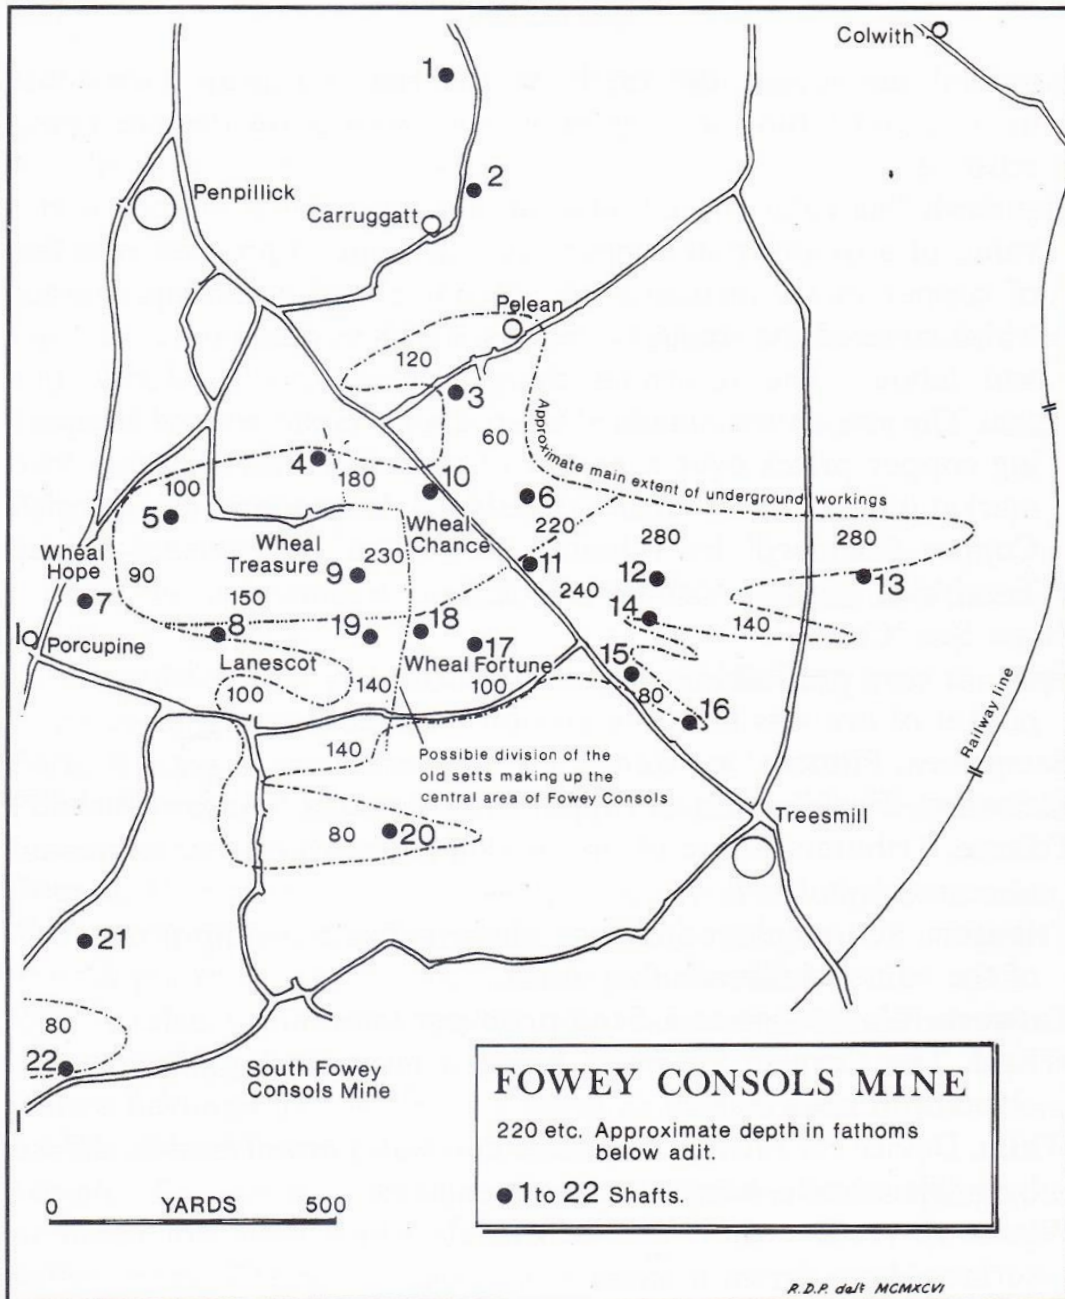 Colwith
1
2
Penpillick
Carruggatt
Pelean
120
3
60
Approximate main extent of underground workings
4
180
10
100
5
6
220
Wheal Chance
280
280
Wheal Hope
Wheal Treasure
230
9
11
12
13
90
240
7
150
14
140
8
19
18
17
Porcupine
Lanescot
Wheal Fortune
15
100
140
100
80
16
Railway line
140
Possible division of the
old setts making up the
central area of Fowey Consols
80
20
Treesmill
21
80
22
South Fowey
Consols Mine
FOWEY CONSOLS MINE
220 etc. Approximate depth in fathoms
below adit.
1 to 22 Shafts.
0 YARDS 500
R.D.P. delt MCMXCVI